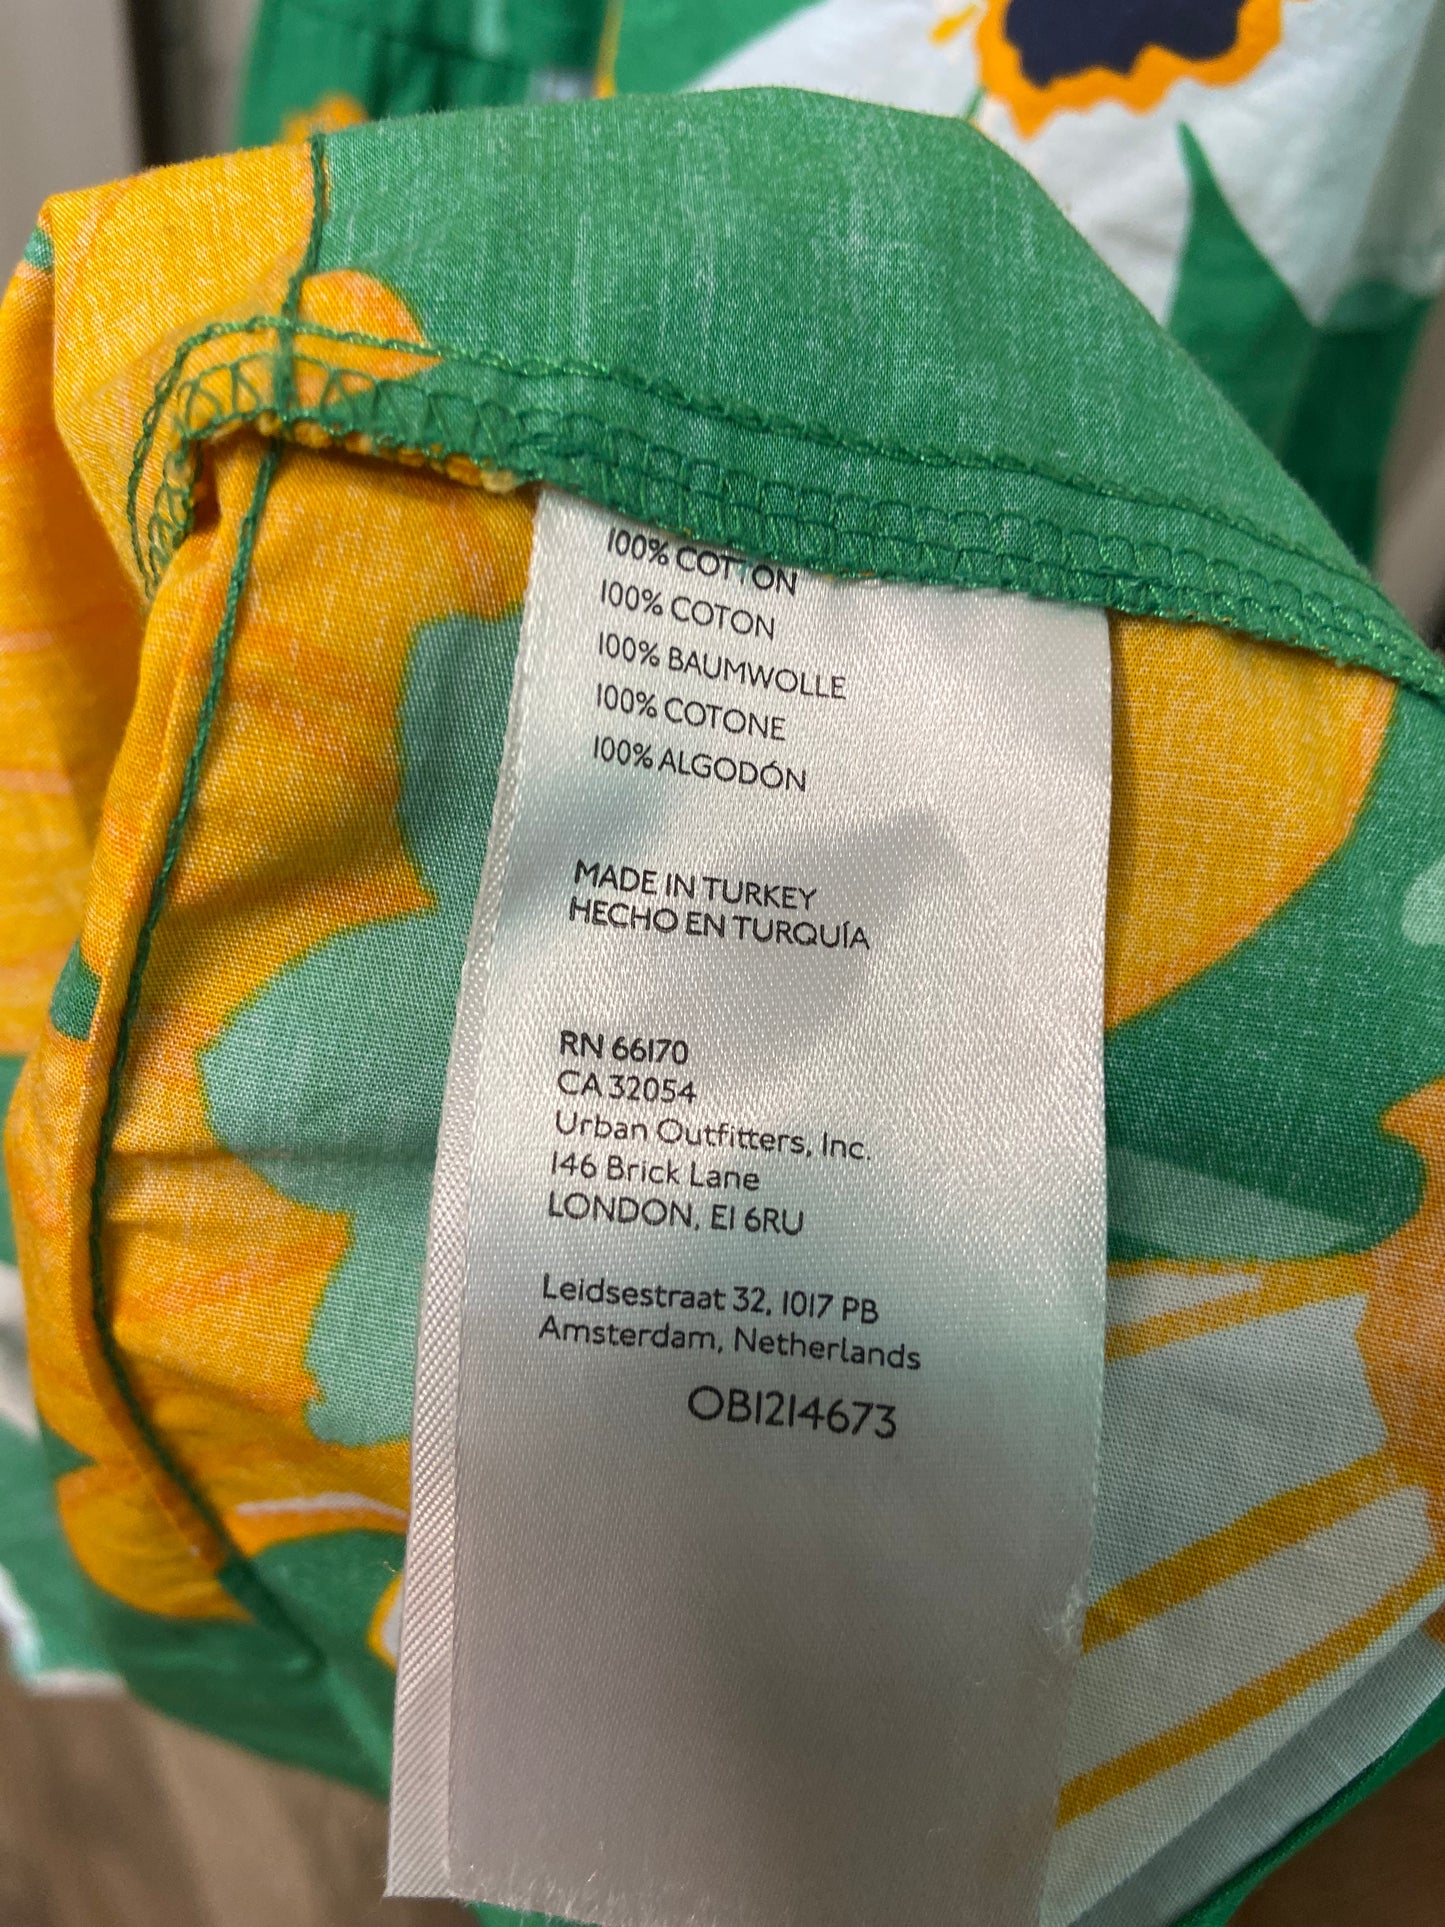 100% COTTON
100% COTON
100% BAUMWOLLE
100% COTONE
100% ALGODÓN
MADE IN TURKEY
HECHO EN TURQUÍA
RN 66170
CA 32054
Urban Outfitters, Inc.
146 Brick Lane
LONDON, E1 6RU
Leidsestraat 32, 1017 PB
Amsterdam, Netherlands
OB1214673